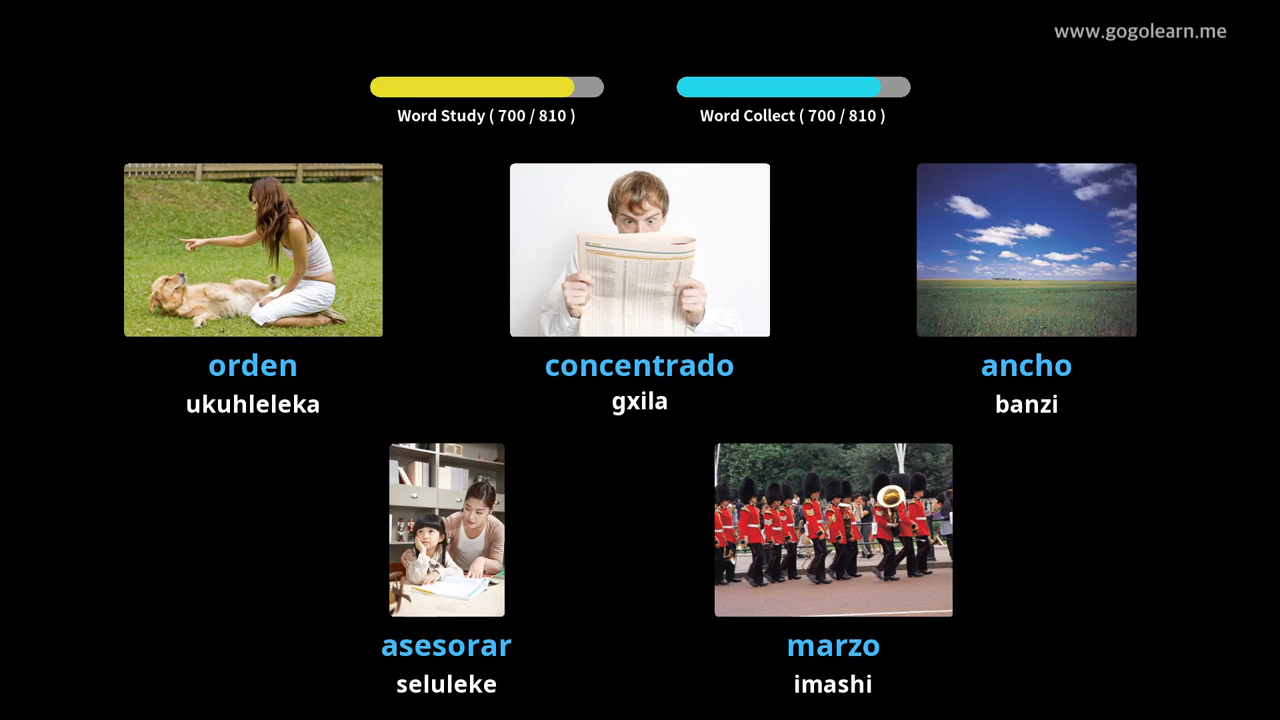 www.gogolearn.me
Word Study ( 700 / 810 )
Word Collect ( 700 / 810 )
orden
ukuhleleka
concentrado
gxila
ancho
banzi
asesorar
seluleke
marzo
imashi